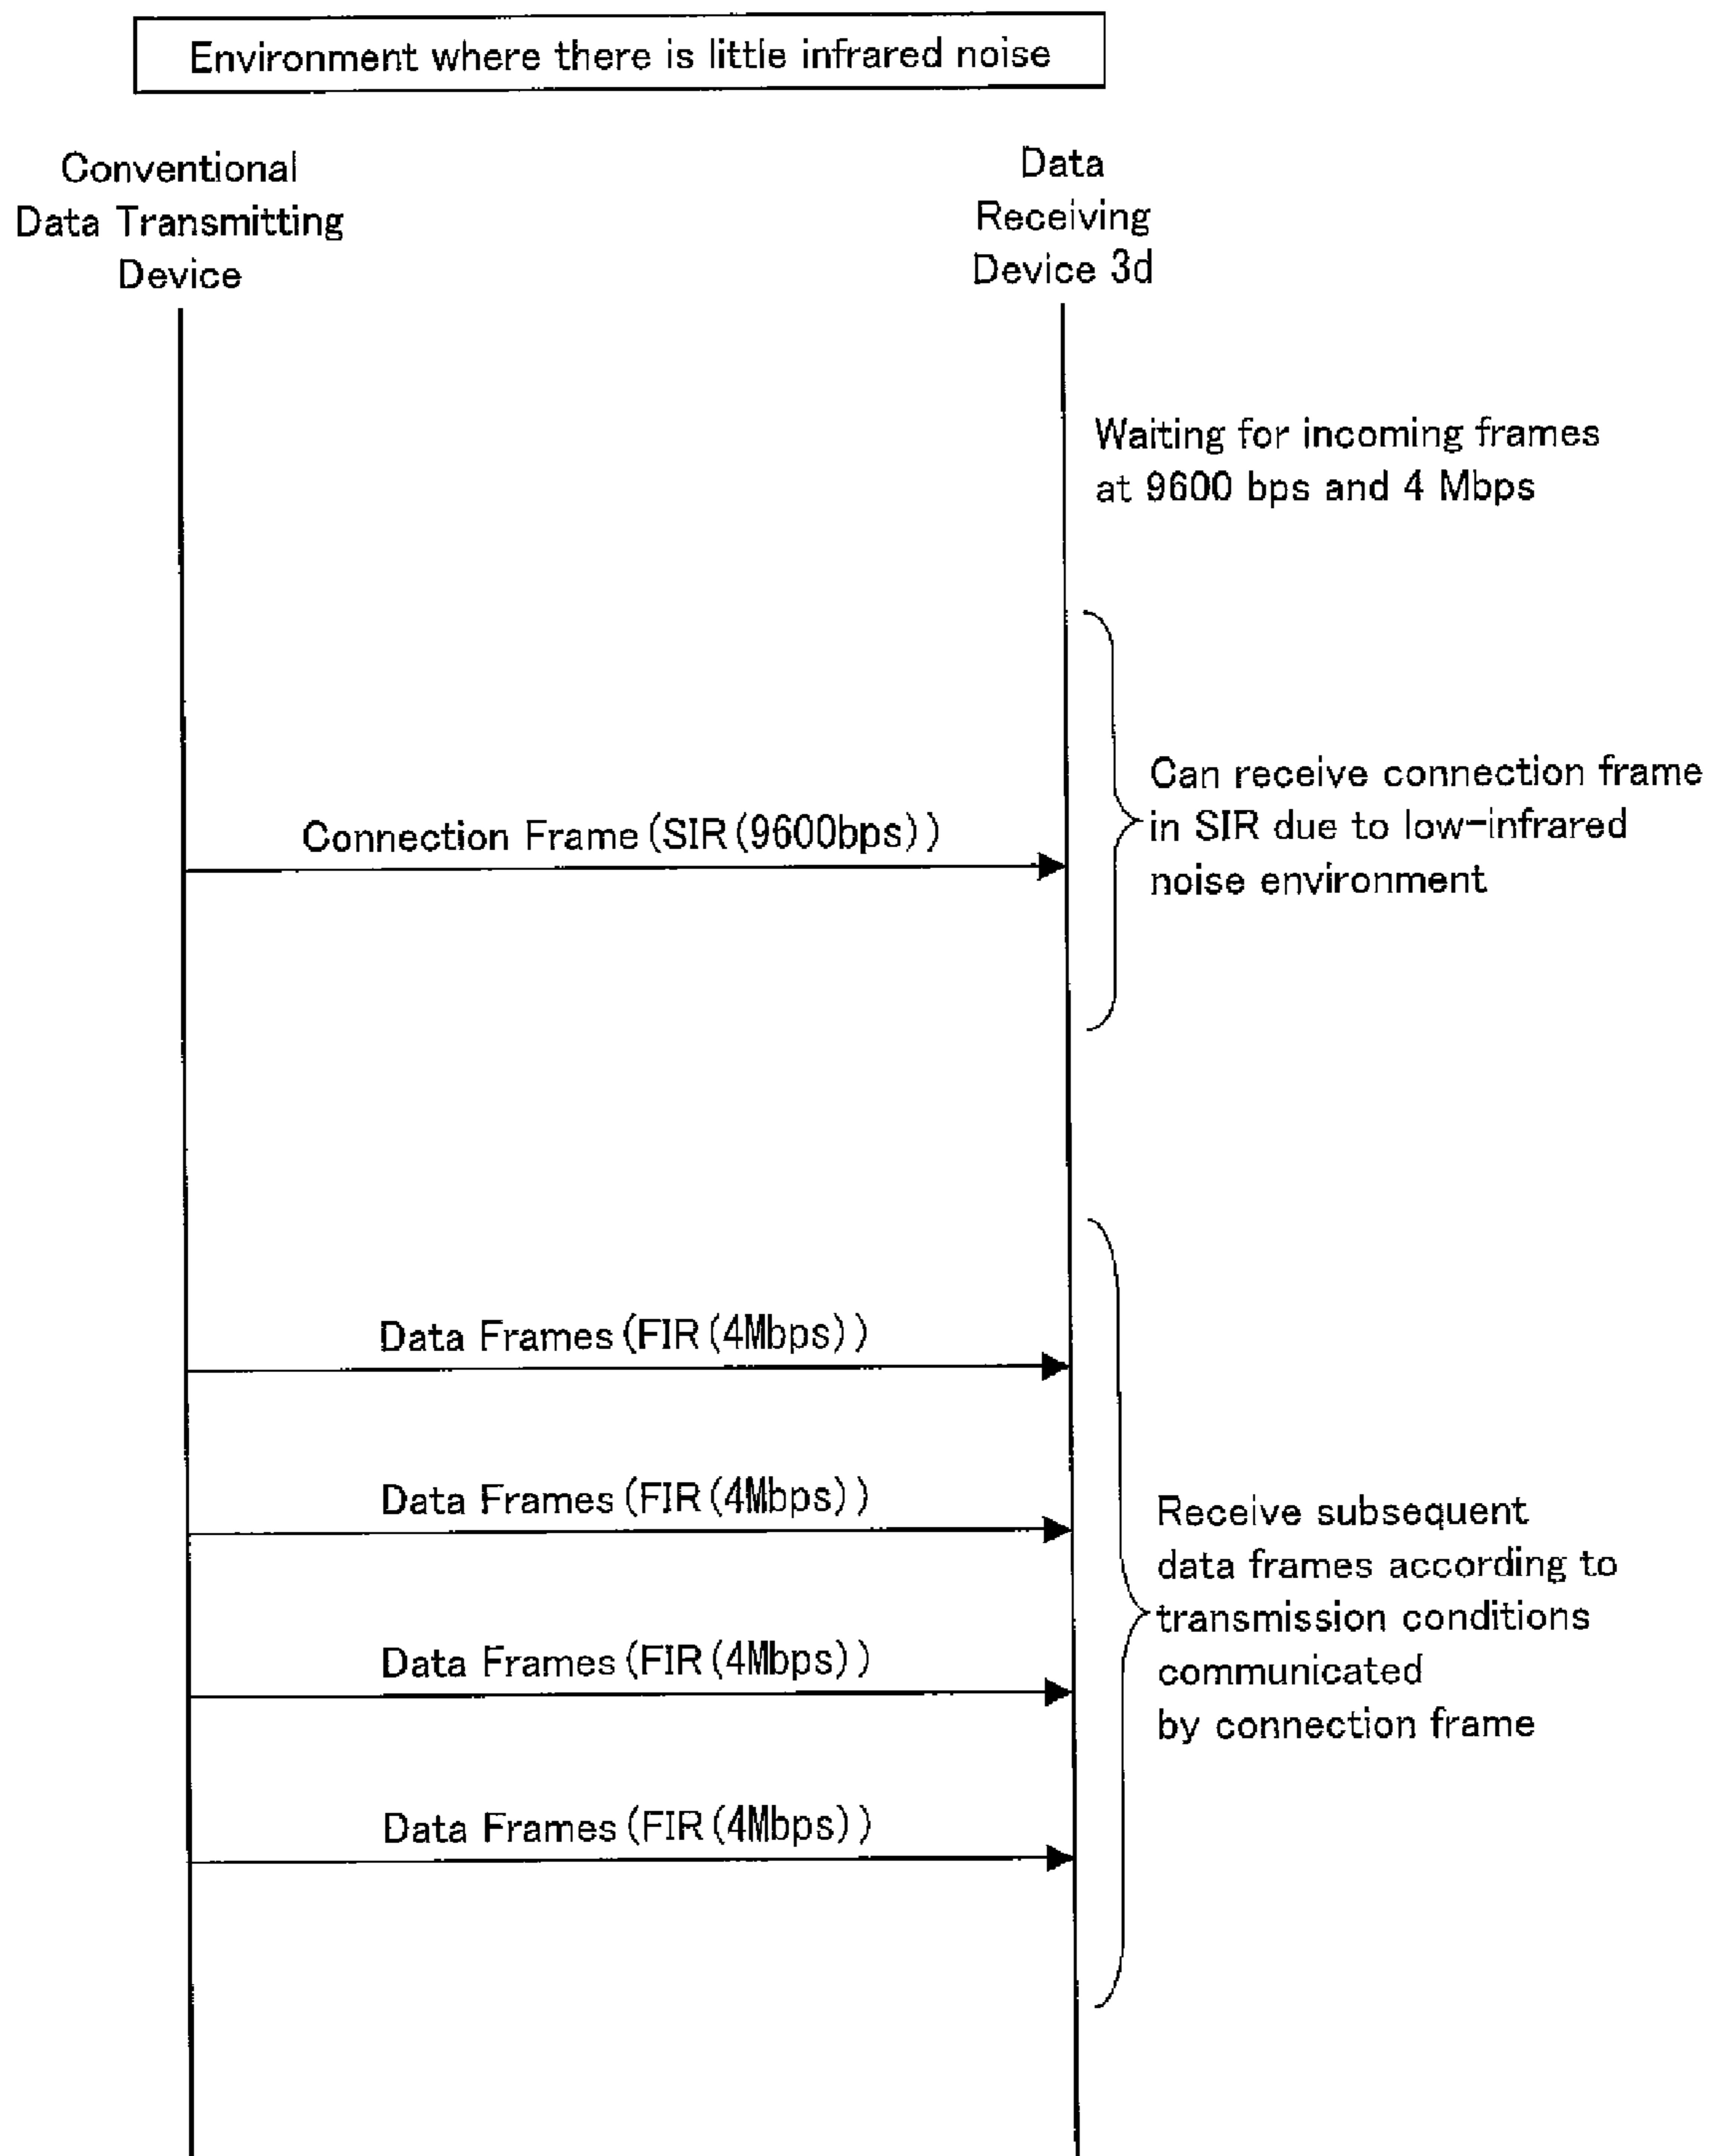 Environment where there is little infrared noise
Conventional
Data Transmitting
Device
Data
Receiving
Device 3d
Waiting for incoming frames
at 9600 bps and 4 Mbps
Connection Frame(SIR(9600bps))
Can receive connection frame
in SIR due to low-infrared
noise environment
Data Frames(FIR(4Mbps))
Data Frames(FIR(4Mbps))
Data Frames(FIR(4Mbps))
Data Frames(FIR(4Mbps))
Receive subsequent
data frames according to
transmission conditions
communicated
by connection frame